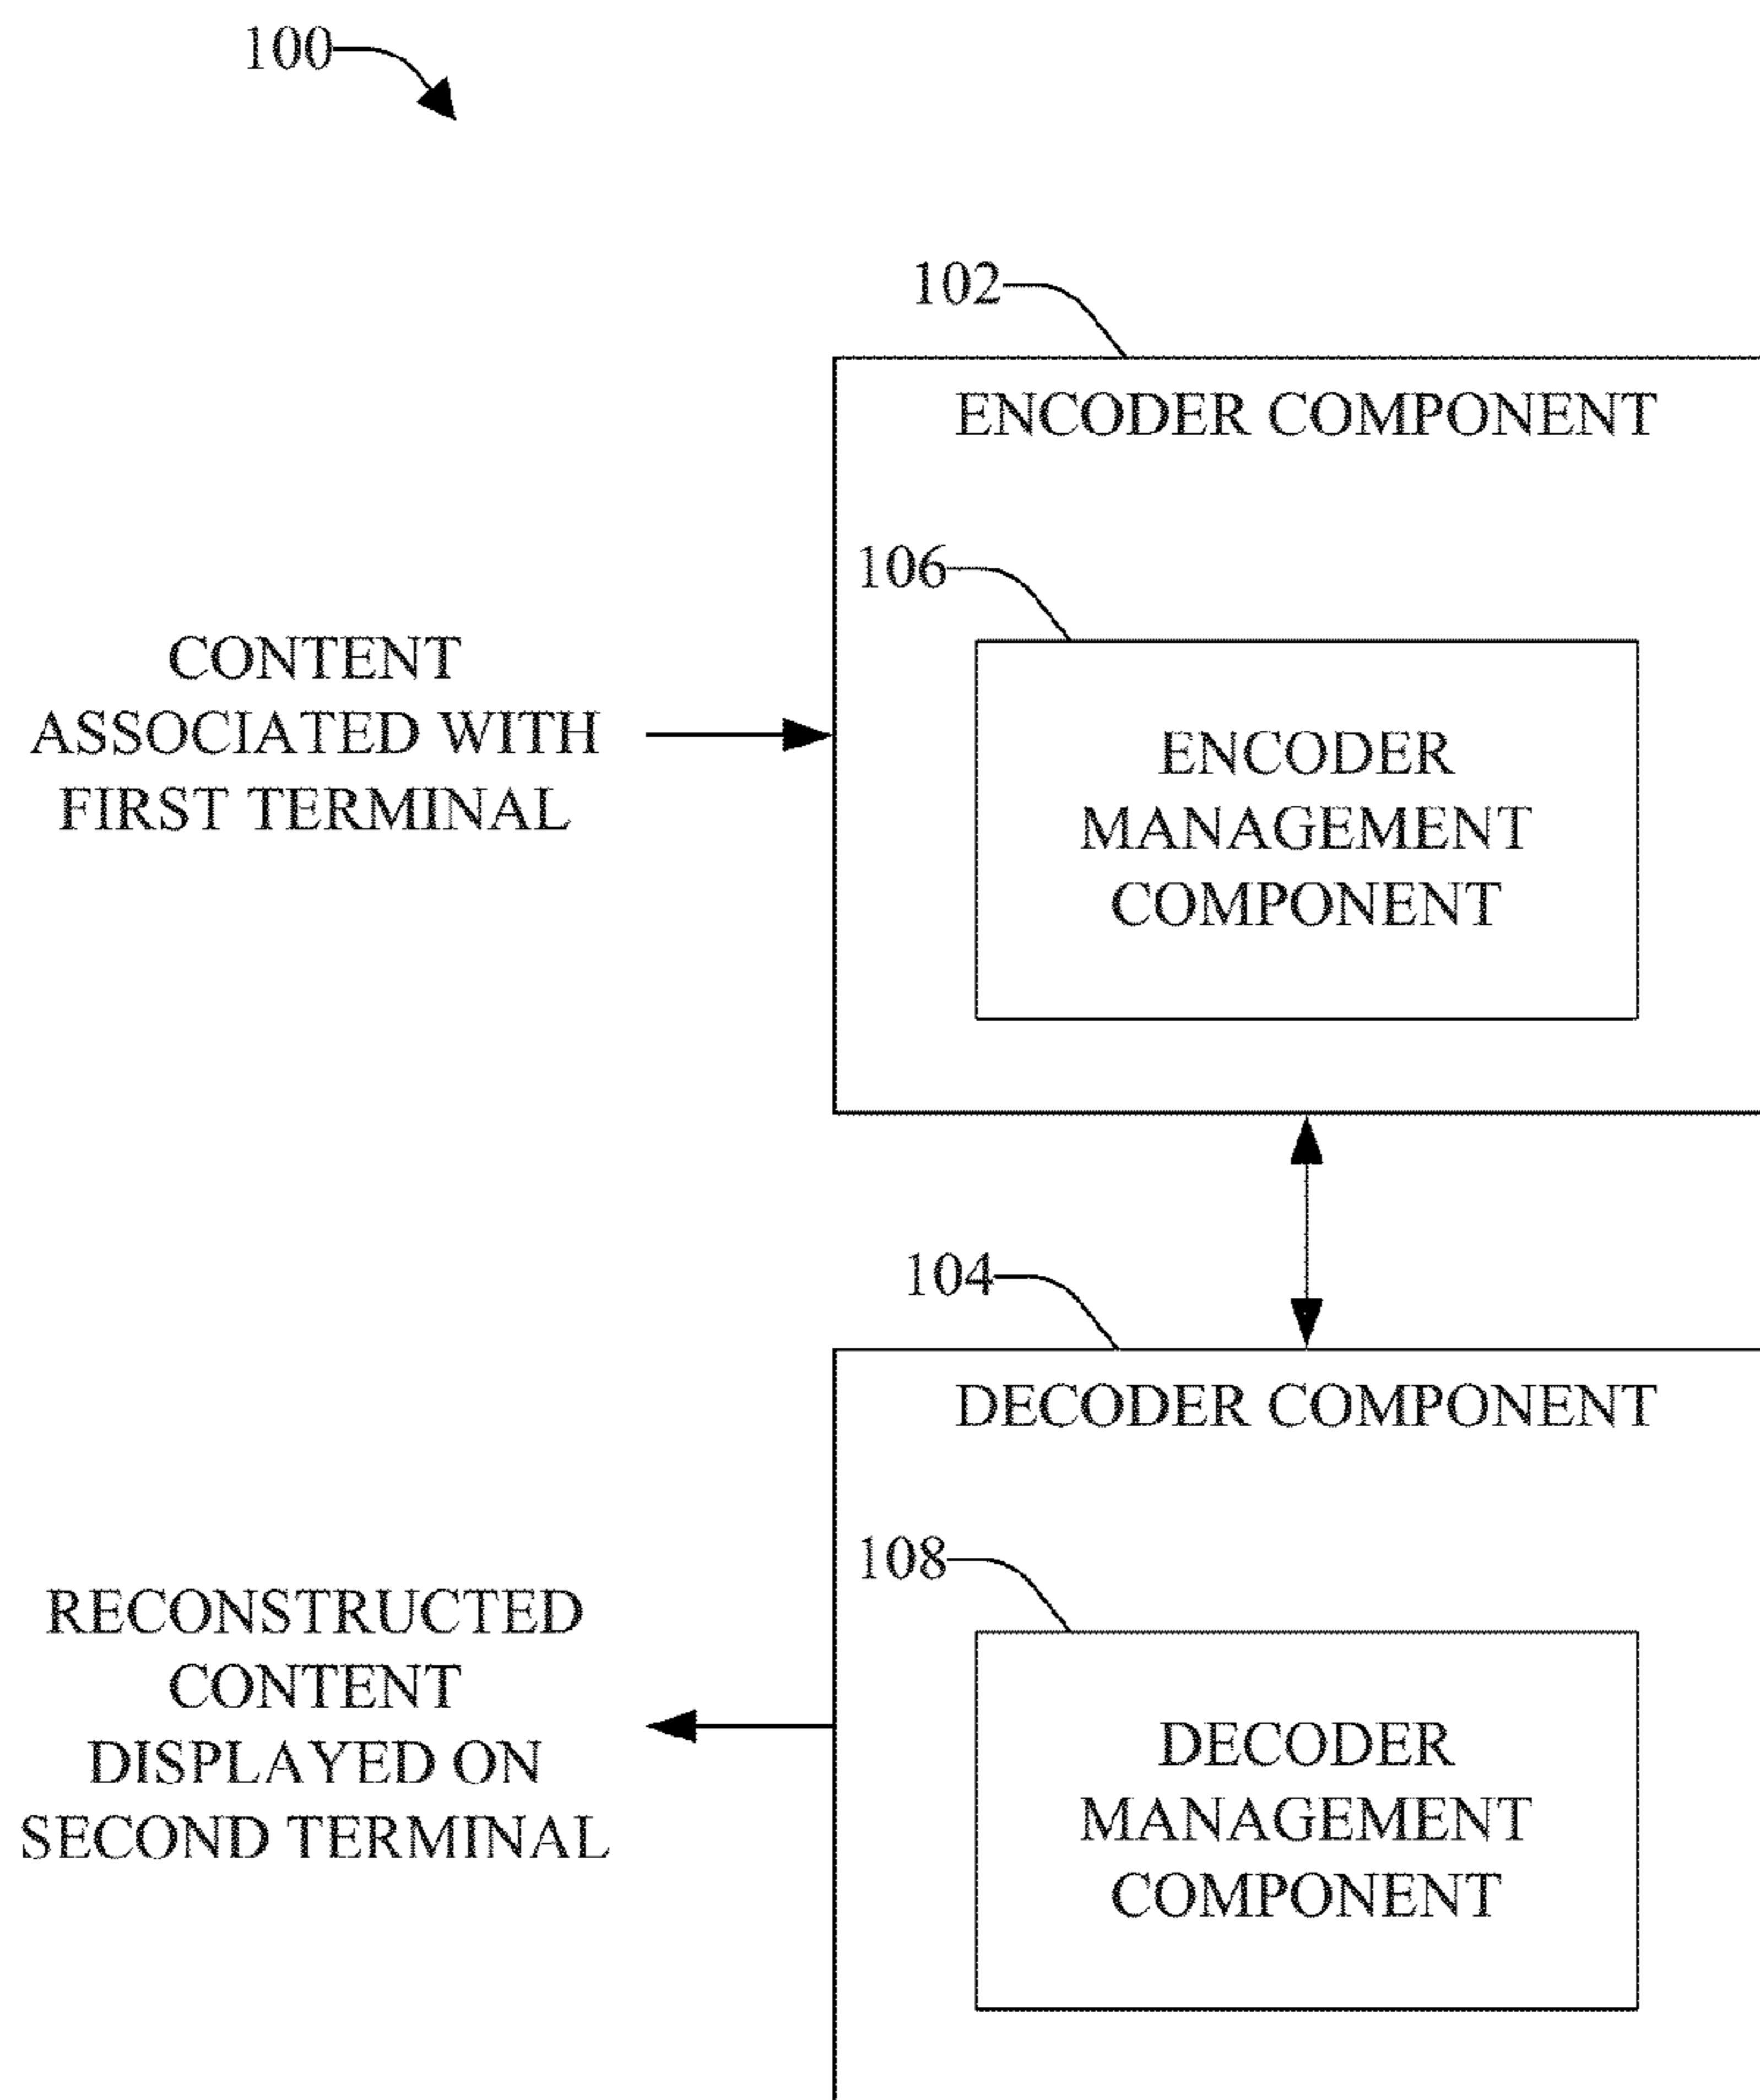 100
102
ENCODER COMPONENT
106
CONTENT
ASSOCIATED WITH
FIRST TERMINAL
ENCODER
MANAGEMENT
COMPONENT
104
DECODER COMPONENT
108
RECONSTRUCTED
CONTENT
DISPLAYED ON
SECOND TERMINAL
DECODER
MANAGEMENT
COMPONENT